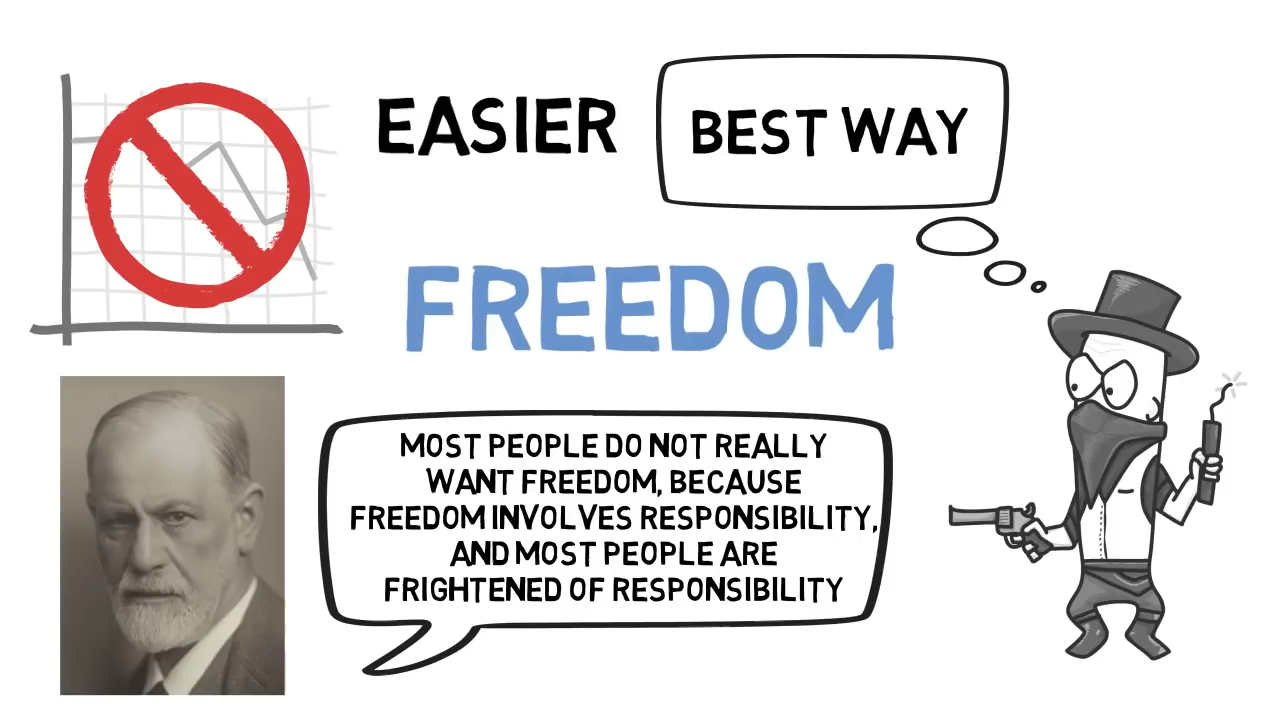 EASIER
BEST WAY
FREEDOM
MOST PEOPLE DO NOT REALLY
WANT FREEDOM, BECAUSE
FREEDOM INVOLVES RESPONSIBILITY,
AND MOST PEOPLE ARE
FRIGHTENED OF RESPONSIBILITY